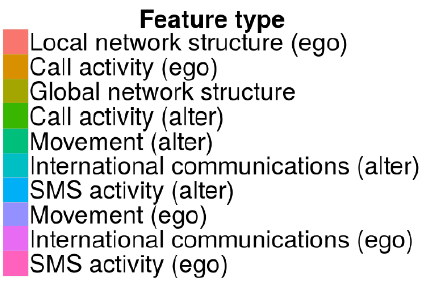 Feature type
Local network structure (ego)
Call activity (ego)
Global network structure
Call activity (alter)
Movement (alter)
International communications (alter)
SMS activity (alter)
Movement (ego)
International communications (ego)
SMS activity (ego)